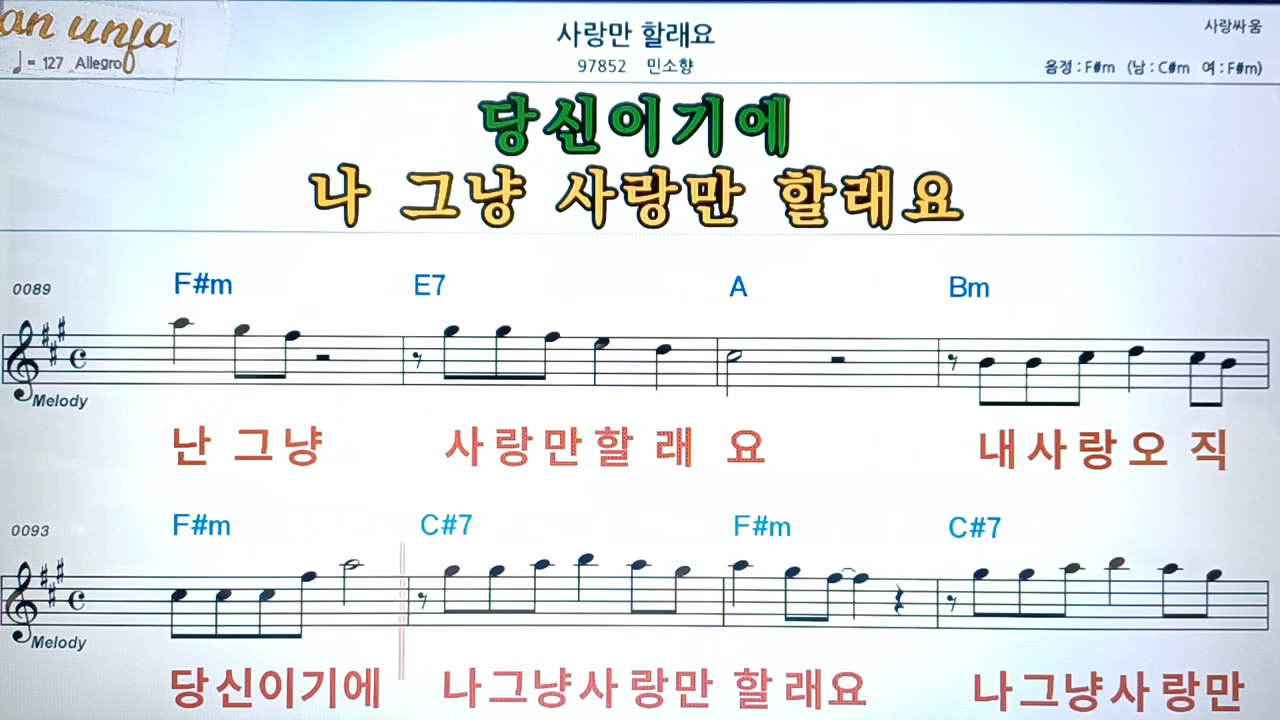 an unja
♩= 127 Allegro
사랑만 할래요
97852 민소향
사랑싸움
음정 : F#m (남 : C#m 여 : F#m)
당신이기에
나 그냥 사랑만 할래요
0089 F#m E7 A Bm
Melody
난 그냥 사랑만할 래 요 내사랑오 직
0093 F#m C#7 F#m C#7
Melody
당신이기에 나그냥사 랑만 할 래요 나그냥사 랑만